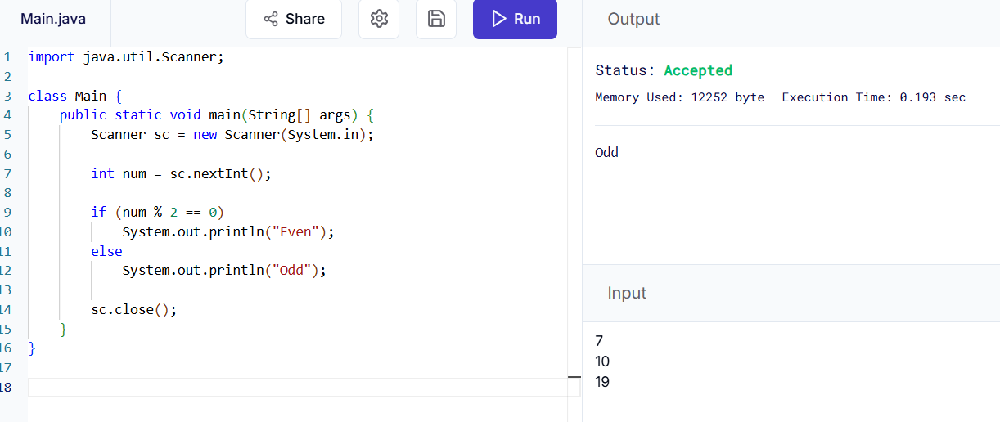 Main.java
Share
Run
1 import java.util.Scanner;
2
3 class Main {
4 public static void main(String[] args) {
5 Scanner sc = new Scanner(System.in);
6
7 int num = sc.nextInt();
8
9 if (num % 2 == 0)
10 System.out.println("Even");
11 else
12 System.out.println("Odd");
13
14 sc.close();
15 }
16 }
17
18
Output
Status: Accepted
Memory Used: 12252 byte Execution Time: 0.193 sec
Odd
Input
7
10
19